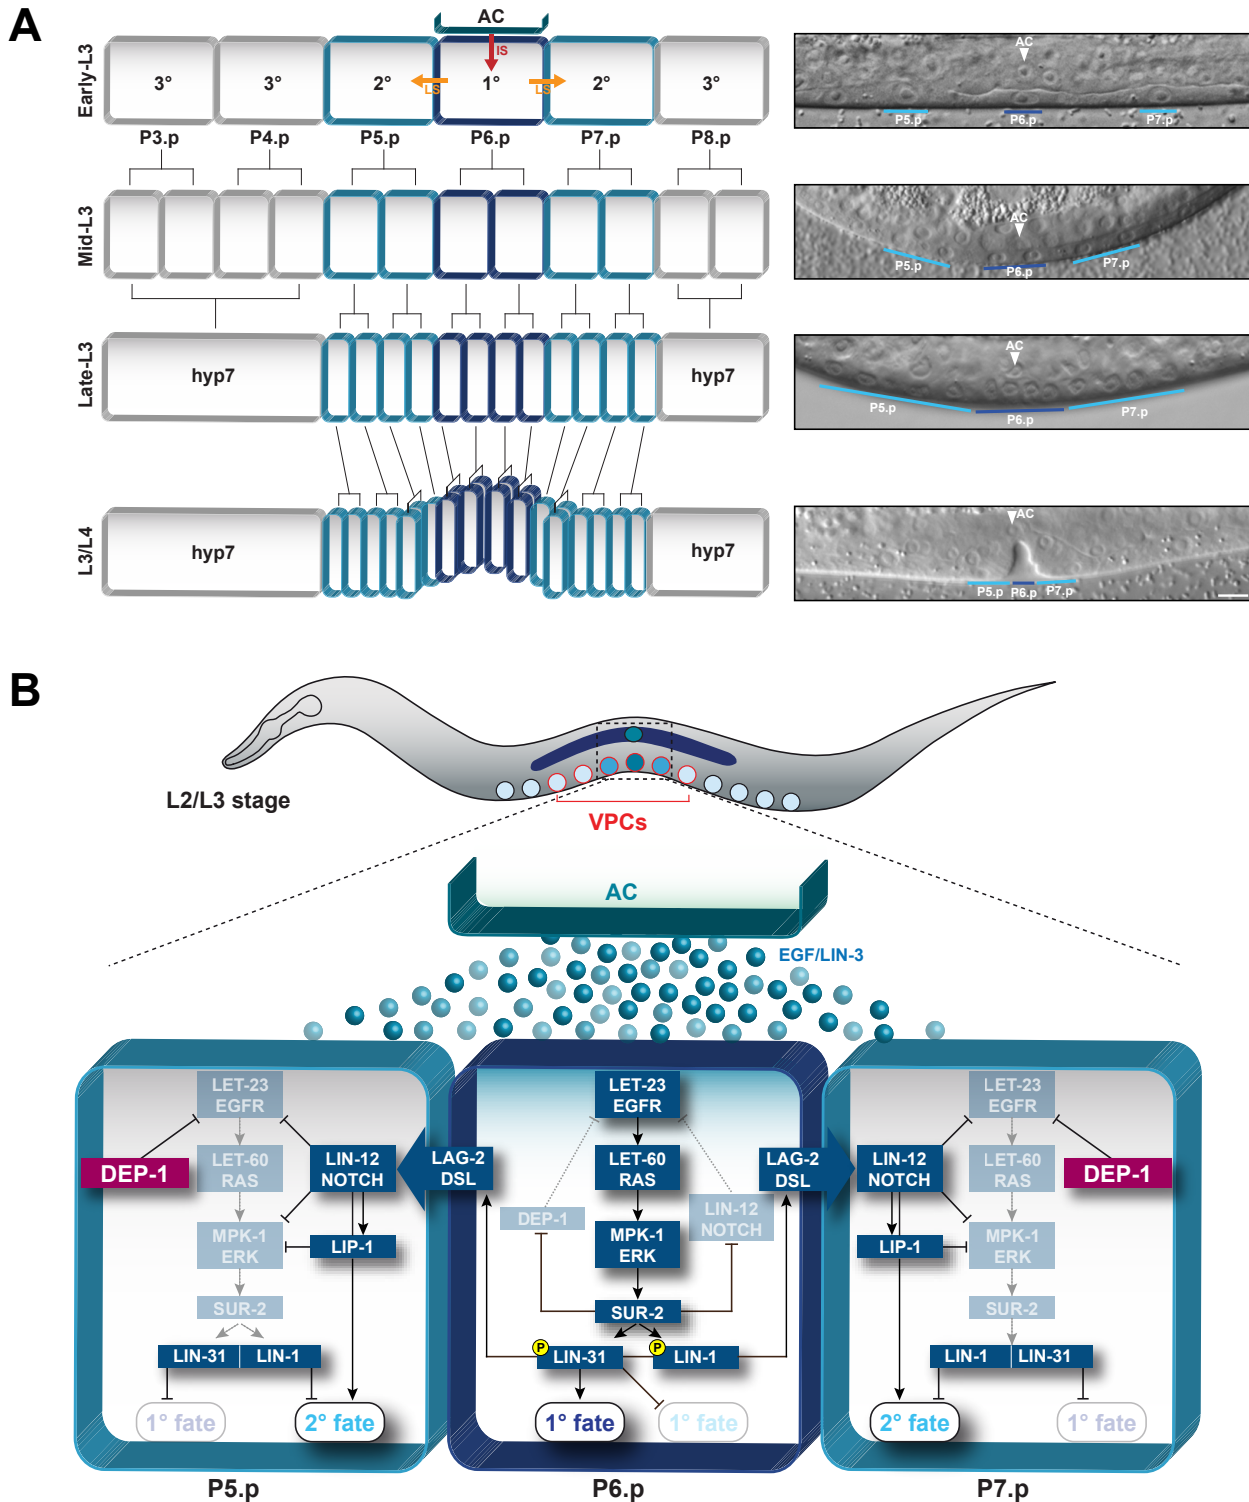 A
AC
IS
LS
LS
Early-L3
3°
3°
2°
1°
2°
3°
P3.p
P4.p
P5.p
P6.p
P7.p
P8.p
AC
P5.p
P6.p
P7.p
Mid-L3
AC
P5.p
P6.p
P7.p
Late-L3
hyp7
hyp7
AC
P5.p
P6.p
P7.p
L3/L4
hyp7
hyp7
AC
P5.p
P6.p
P7.p
B
L2/L3 stage
VPCs
AC
EGF/LIN-3
LET-23
EGFR
DEP-1
LET-60
RAS
LIN-12
NOTCH
MPK-1
ERK
LIP-1
SUR-2
LIN-31
LIN-1
1° fate
2° fate
P5.p
LAG-2
DSL
LET-23
EGFR
LET-60
RAS
LAG-2
DSL
DEP-1
LIN-12
NOTCH
MPK-1
ERK
SUR-2
P
LIN-31
P
LIN-1
1° fate
1° fate
P6.p
LET-23
EGFR
LIN-12
NOTCH
LET-60
RAS
DEP-1
LIP-1
MPK-1
ERK
SUR-2
LIN-1
LIN-31
2° fate
1° fate
P7.p